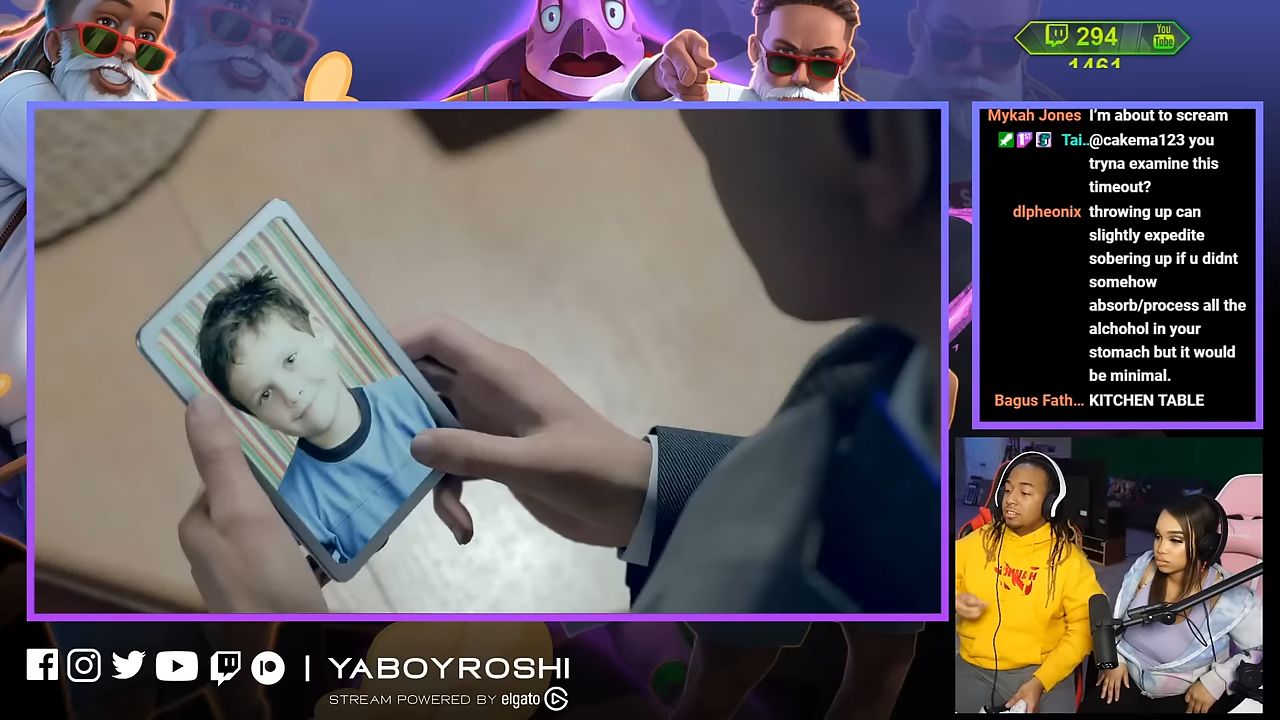 294
You
Tube
1461
Mykah Jones I'm about to scream
Tai.. @cakema123 you
tryna examine this
timeout?
dlpheonix throwing up can
slightly expedite
sobering up if u didnt
somehow
absorb/process all the
alchohol in your
stomach but it would
be minimal.
Bagus Fath... KITCHEN TABLE
| YABOYROSHI
STREAM POWERED BY elgato